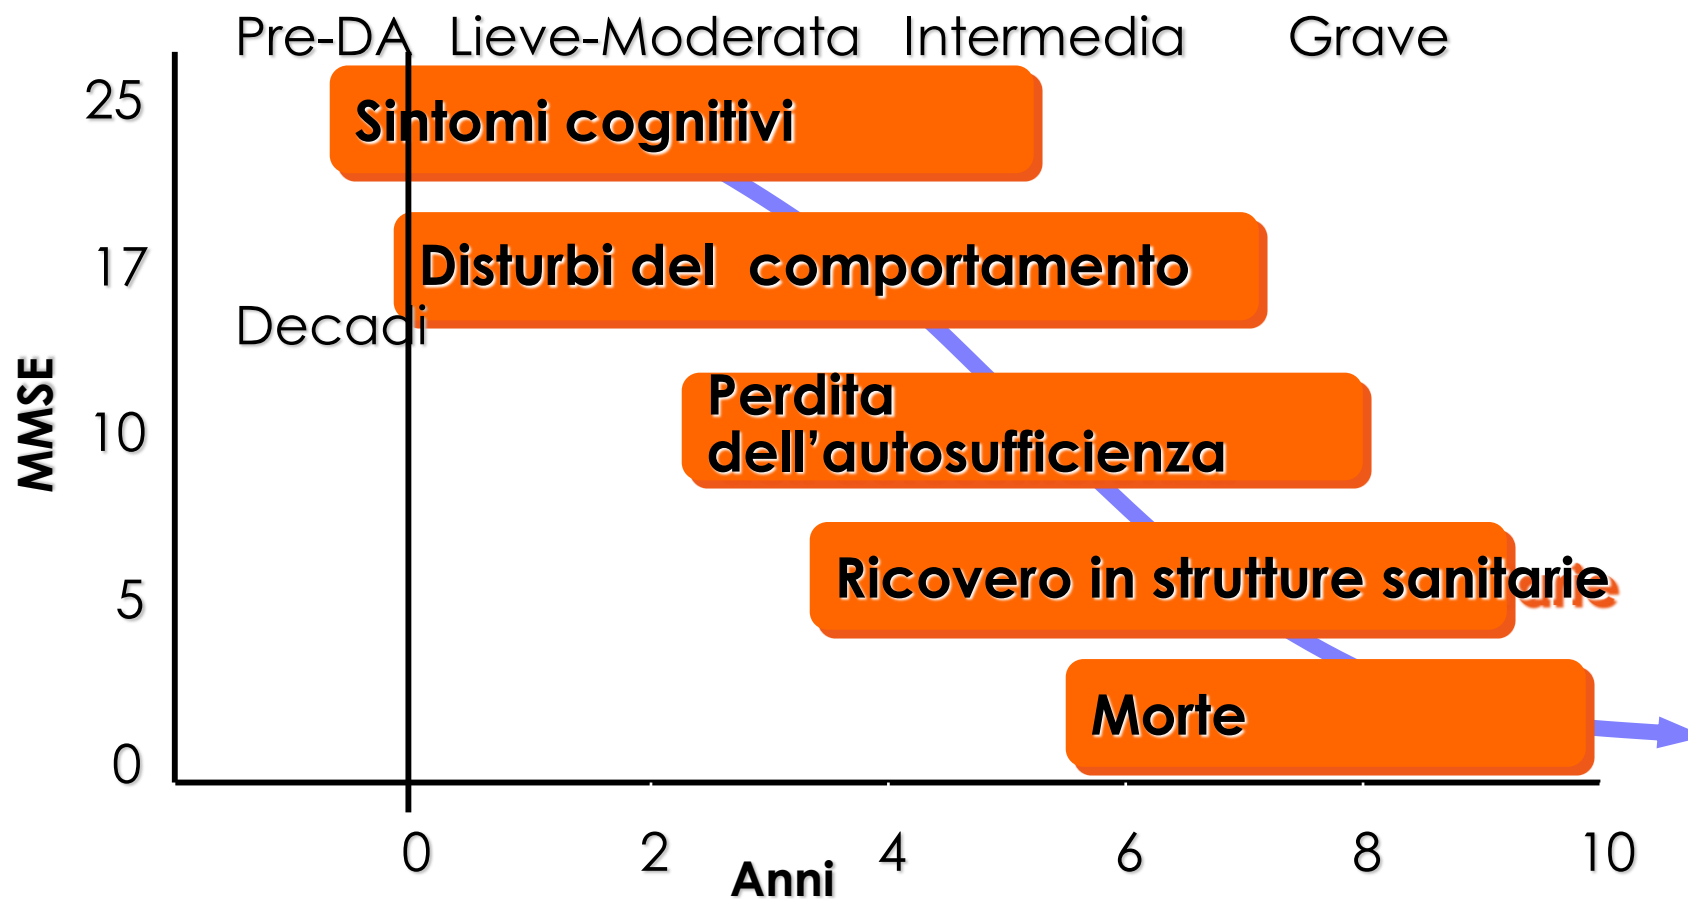 Pre-DA Lieve-Moderata Intermedia Grave
25
Sintomi cognitivi
17
Disturbi del comportamento
Decadi
MMSE
10
Perdita
dell’autosufficienza
5
Ricovero in strutture sanitarie
Morte
0
0 2 4 6 8 10
Anni